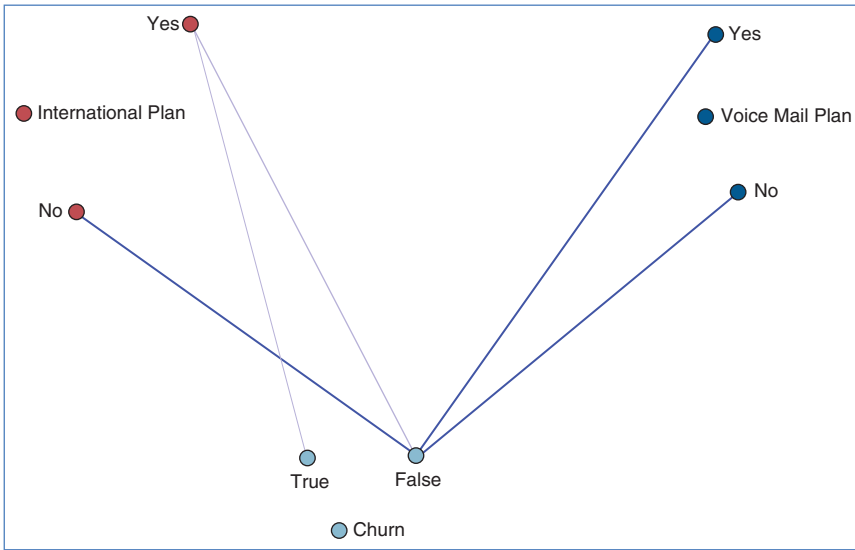 Yes
Yes
International Plan
Voice Mail Plan
No
No
True
False
Churn